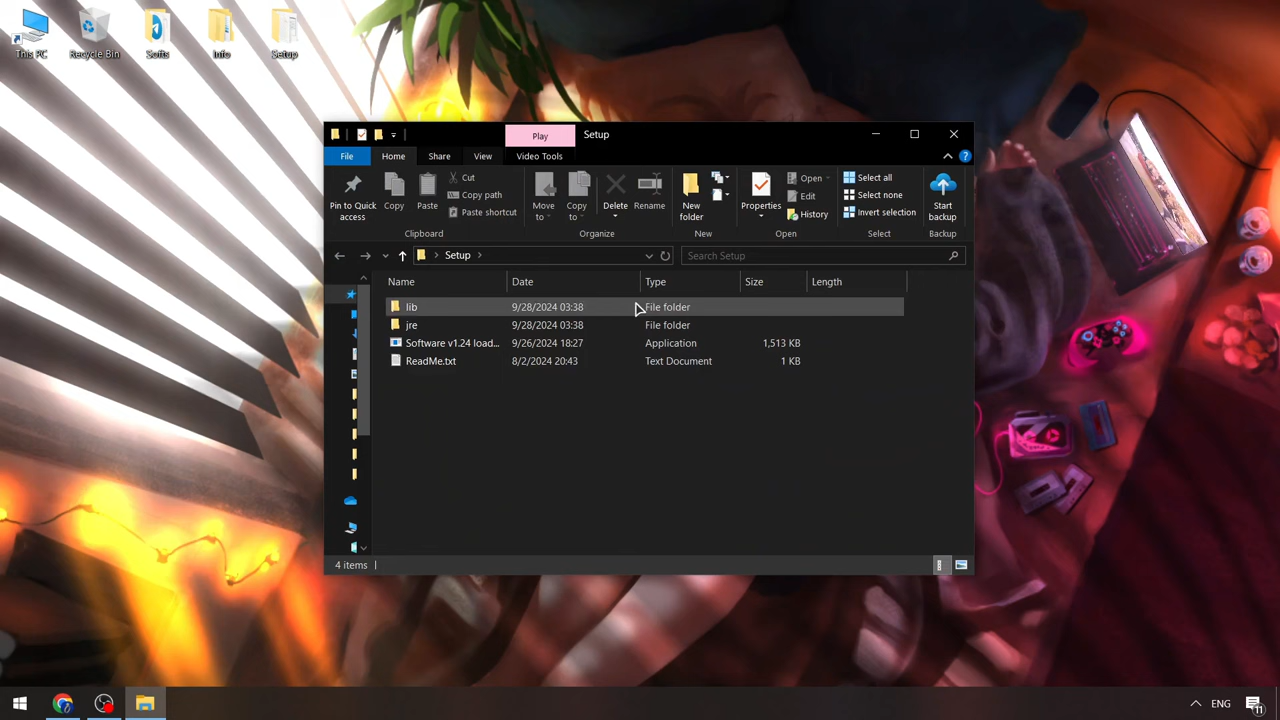 This PC
Recycle Bin
Softs
Info
Setup
Play
Setup
File
Home
Share
View
Video Tools
Pin to Quick
access
Copy
Paste
Cut
Copy path
Paste shortcut
Clipboard
Move
to
Copy
to
Delete
Rename
Organize
New
folder
New
Properties
Open
Edit
History
Open
Select all
Select none
Invert selection
Select
Start
backup
Backup
Setup
Search Setup
Name
Date
Type
Size
Length
lib 9/28/2024 03:38 File folder
jre 9/28/2024 03:38 File folder
Software v1.24 load... 9/26/2024 18:27 Application 1,513 KB
ReadMe.txt 8/2/2024 20:43 Text Document 1 KB
4 items
ENG
11